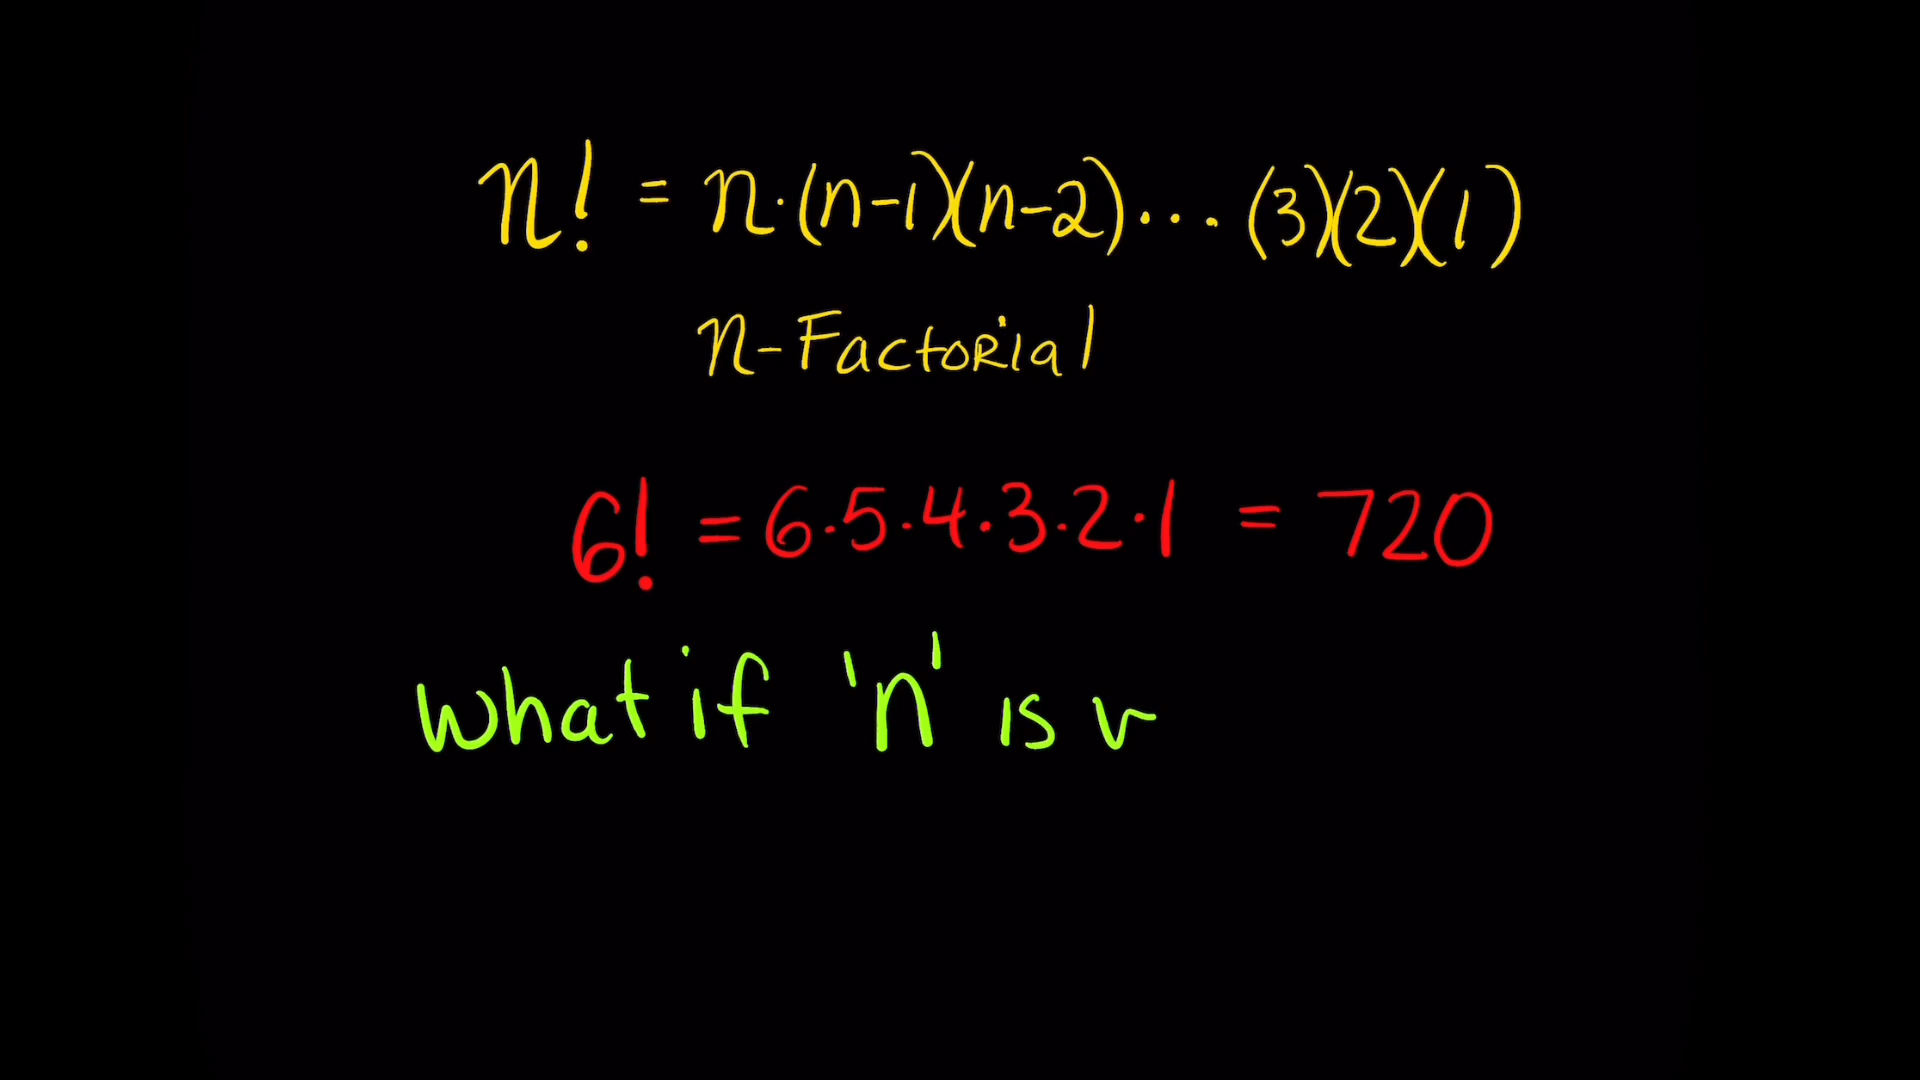 n! = n·(n-1)(n-2)... (3)(2)(1)
n-Factorial
6! = 6·5·4·3·2·1 = 720
What if 'n' is v